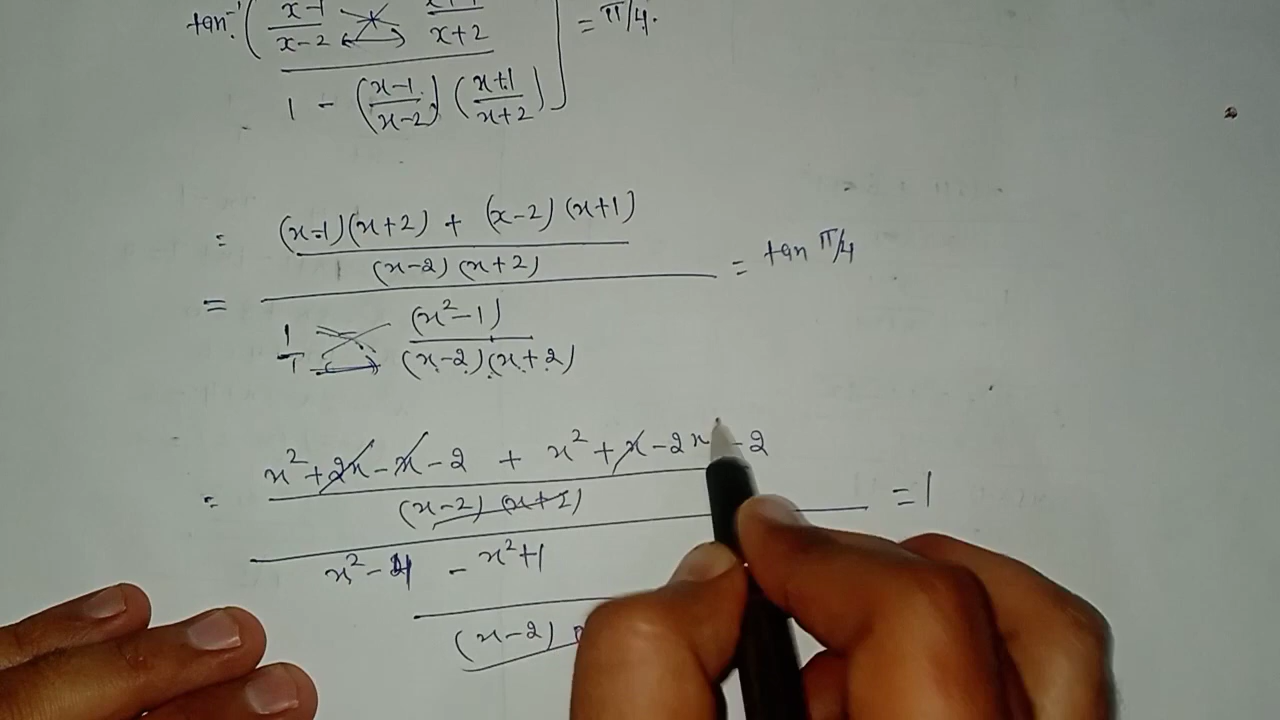 tan⁻¹ ( x-1 x+1
x-2 x+2 ] = π/4.
1 - (x-1/x-2) (x+1/x+2)
= (x-1)(x+2) + (x-2)(x+1)
1 (x-2)(x+2) = tan π/4
= 1 (x²-1)
1 (x-2)(x+2)
x²+2x-x-2 + x²+x-2x-2
= (x-2)(x+2) = 1
x²-4 - x²+1
(x-2)